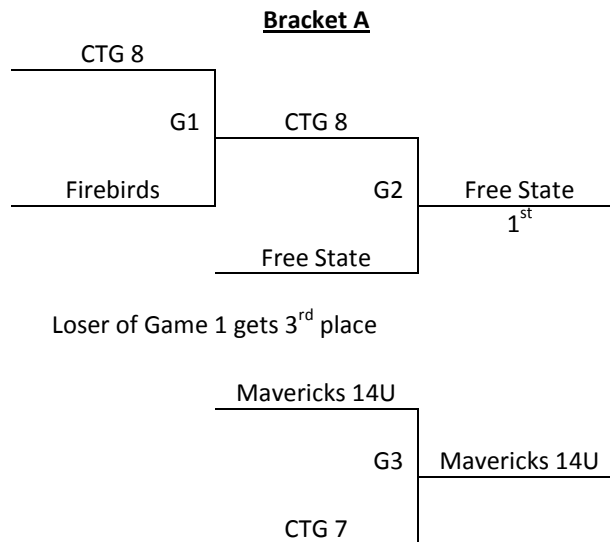 Bracket A
CTG 8
G1
CTG 8
Firebirds
G2
Free State
1st
Free State
Loser of Game 1 gets 3rd place
Mavericks 14U
G3
Mavericks 14U
CTG 7